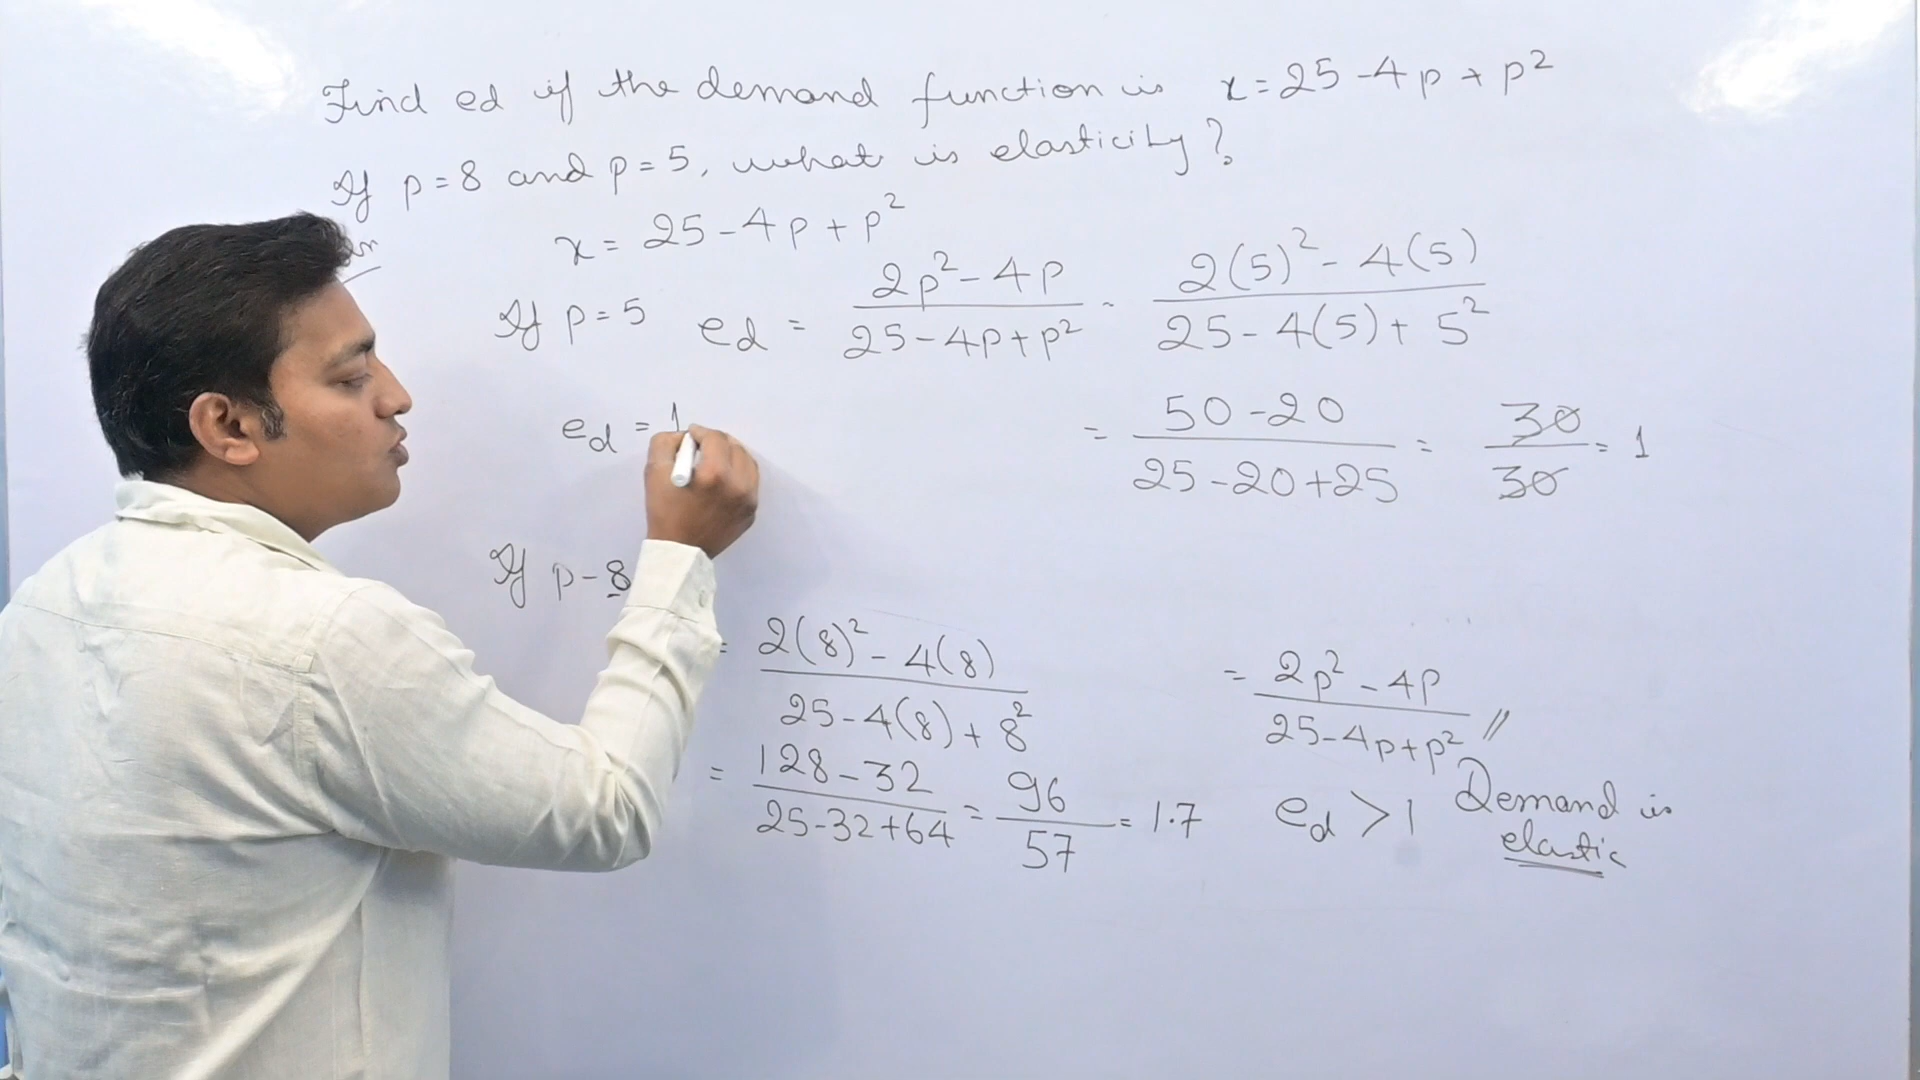 Find ed if the demand function is x = 25 - 4p + p²
If p = 8 and p = 5, what is elasticity?
x = 25 - 4p + p²
If p = 5 ed = (2p² - 4p)/(25 - 4p + p²) - (2(5)² - 4(5))/(25 - 4(5) + 5²)
ed = 1
= (50 - 20)/(25 - 20 + 25) = 30/30 = 1
If p - 8
= (2(8)² - 4(8))/(25 - 4(8) + 8²)
= (2p² - 4p)/(25 - 4p + p²) //
= (128 - 32)/(25 - 32 + 64) = 96/57 = 1.7
ed > 1 Demand is
elastic